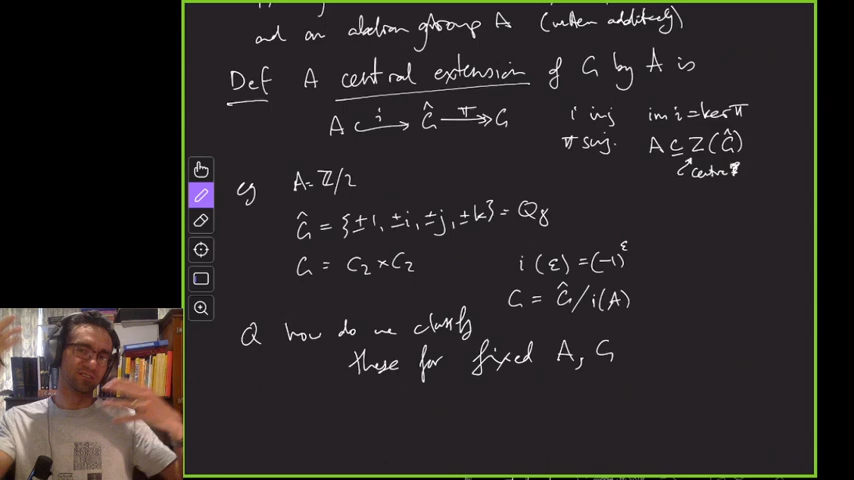 and an abelian group A (written additively)
Def A central extension of G by A is
A ↪ᶦ Ĝ ↠^π G
i inj im i = ker π
π surj. A ⊆ Z(Ĝ)
centre
eg A = ℤ/2
Ĝ = {±1, ±i, ±j, ±k} = Q₈
G = C₂ × C₂
i(ε) = (-1)^ε
G = Ĝ/i(A)
Q how do we classify
these for fixed A, G